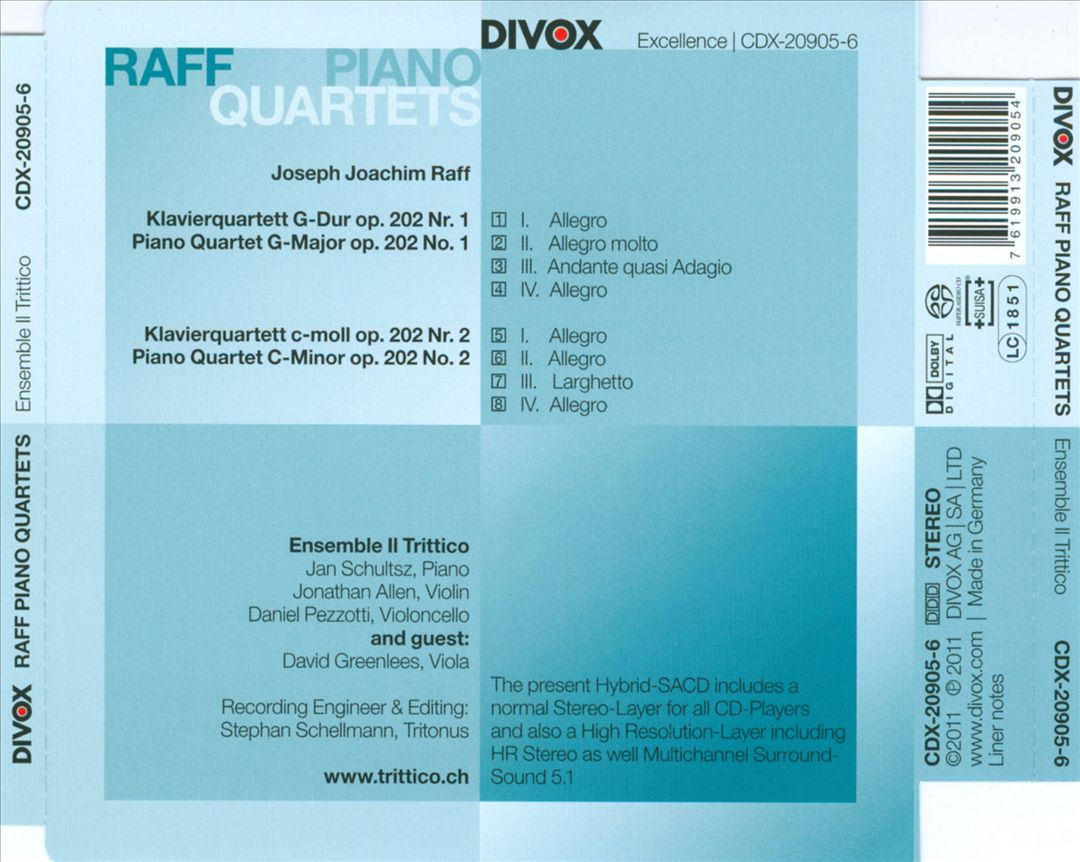 CDX-20905-6
Ensemble Il Trittico
RAFF PIANO QUARTETS
DIVOX
DIVOX
Excellence | CDX-20905-6
RAFF PIANO
QUARTETS
Joseph Joachim Raff
Klavierquartett G-Dur op. 202 Nr. 1
Piano Quartet G-Major op. 202 No. 1
1 I. Allegro
2 II. Allegro molto
3 III. Andante quasi Adagio
4 IV. Allegro
Klavierquartett c-moll op. 202 Nr. 2
Piano Quartet C-Minor op. 202 No. 2
5 I. Allegro
6 II. Allegro
7 III. Larghetto
8 IV. Allegro
Ensemble Il Trittico
Jan Schultsz, Piano
Jonathan Allen, Violin
Daniel Pezzotti, Violoncello
and guest:
David Greenlees, Viola
Recording Engineer & Editing:
Stephan Schellmann, Tritonus
www.trittico.ch
The present Hybrid-SACD includes a
normal Stereo-Layer for all CD-Players
and also a High Resolution-Layer including
HR Stereo as well Multichannel Surround-
Sound 5.1
7 619913 209054
SUPER AUDIO CD
+SUISA+
LC 1851
DOLBY
DIGITAL
CDX-20905-6 DDD STEREO
©2011 ℗ 2011 DIVOX AG | SA | LTD
www.divox.com | Made in Germany
Liner notes
DIVOX
RAFF PIANO QUARTETS
Ensemble Il Trittico
CDX-20905-6